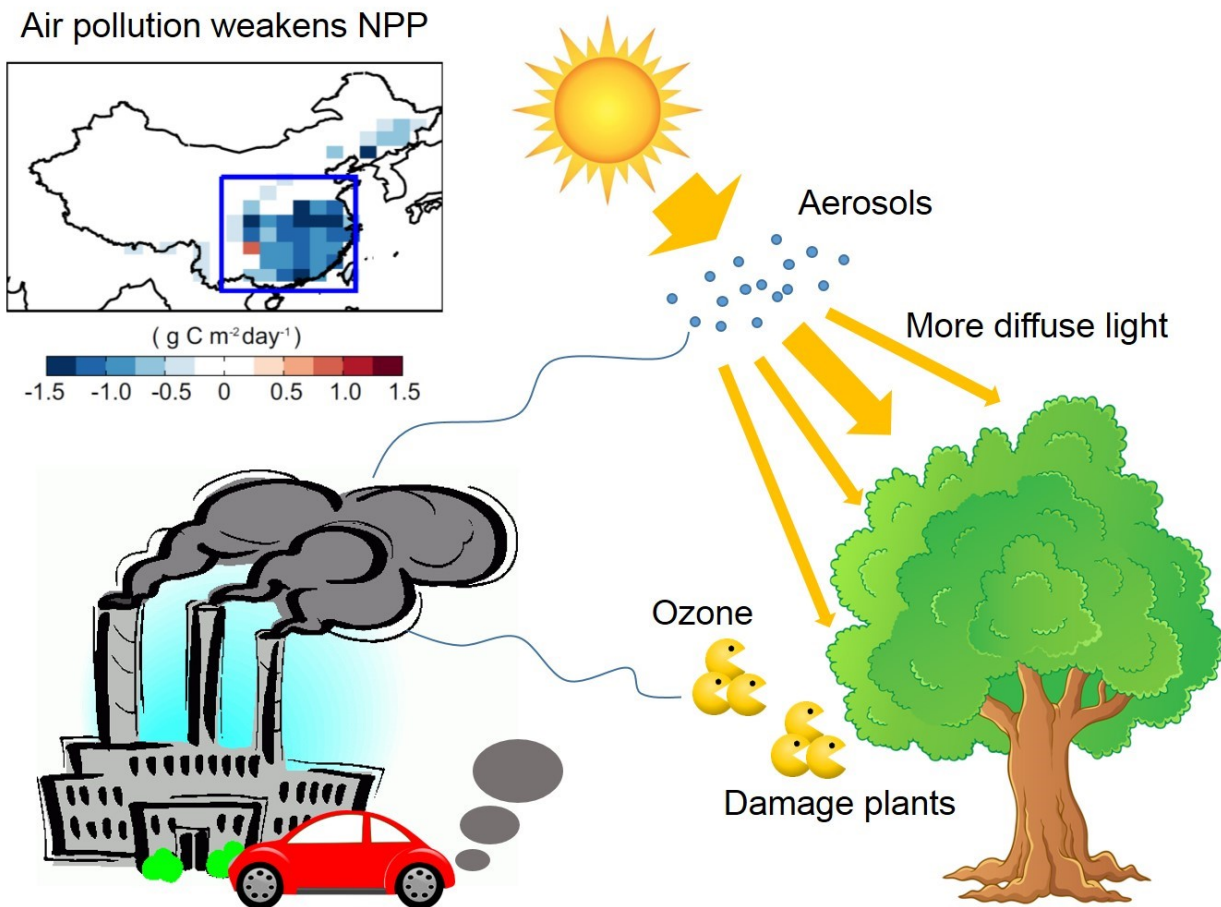 Air pollution weakens NPP
( g C m⁻² day⁻¹)
-1.5 -1.0 -0.5 0 0.5 1.0 1.5
Aerosols
More diffuse light
Ozone
Damage plants